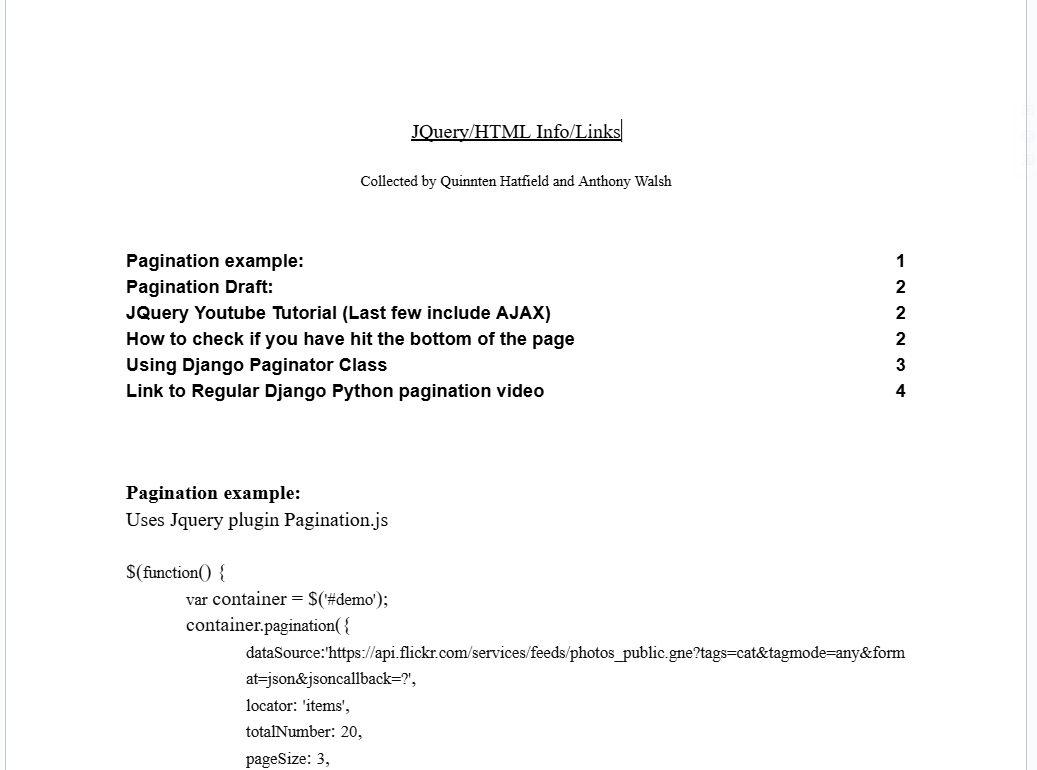 JQuery/HTML Info/Links
Collected by Quinnten Hatfield and Anthony Walsh
Pagination example: 1
Pagination Draft: 2
JQuery Youtube Tutorial (Last few include AJAX) 2
How to check if you have hit the bottom of the page 2
Using Django Paginator Class 3
Link to Regular Django Python pagination video 4
Pagination example:
Uses Jquery plugin Pagination.js
$(function() {
var container = $('#demo');
container.pagination({
dataSource:'https://api.flickr.com/services/feeds/photos_public.gne?tags=cat&tagmode=any&form
at=json&jsoncallback=?',
locator: 'items',
totalNumber: 20,
pageSize: 3,